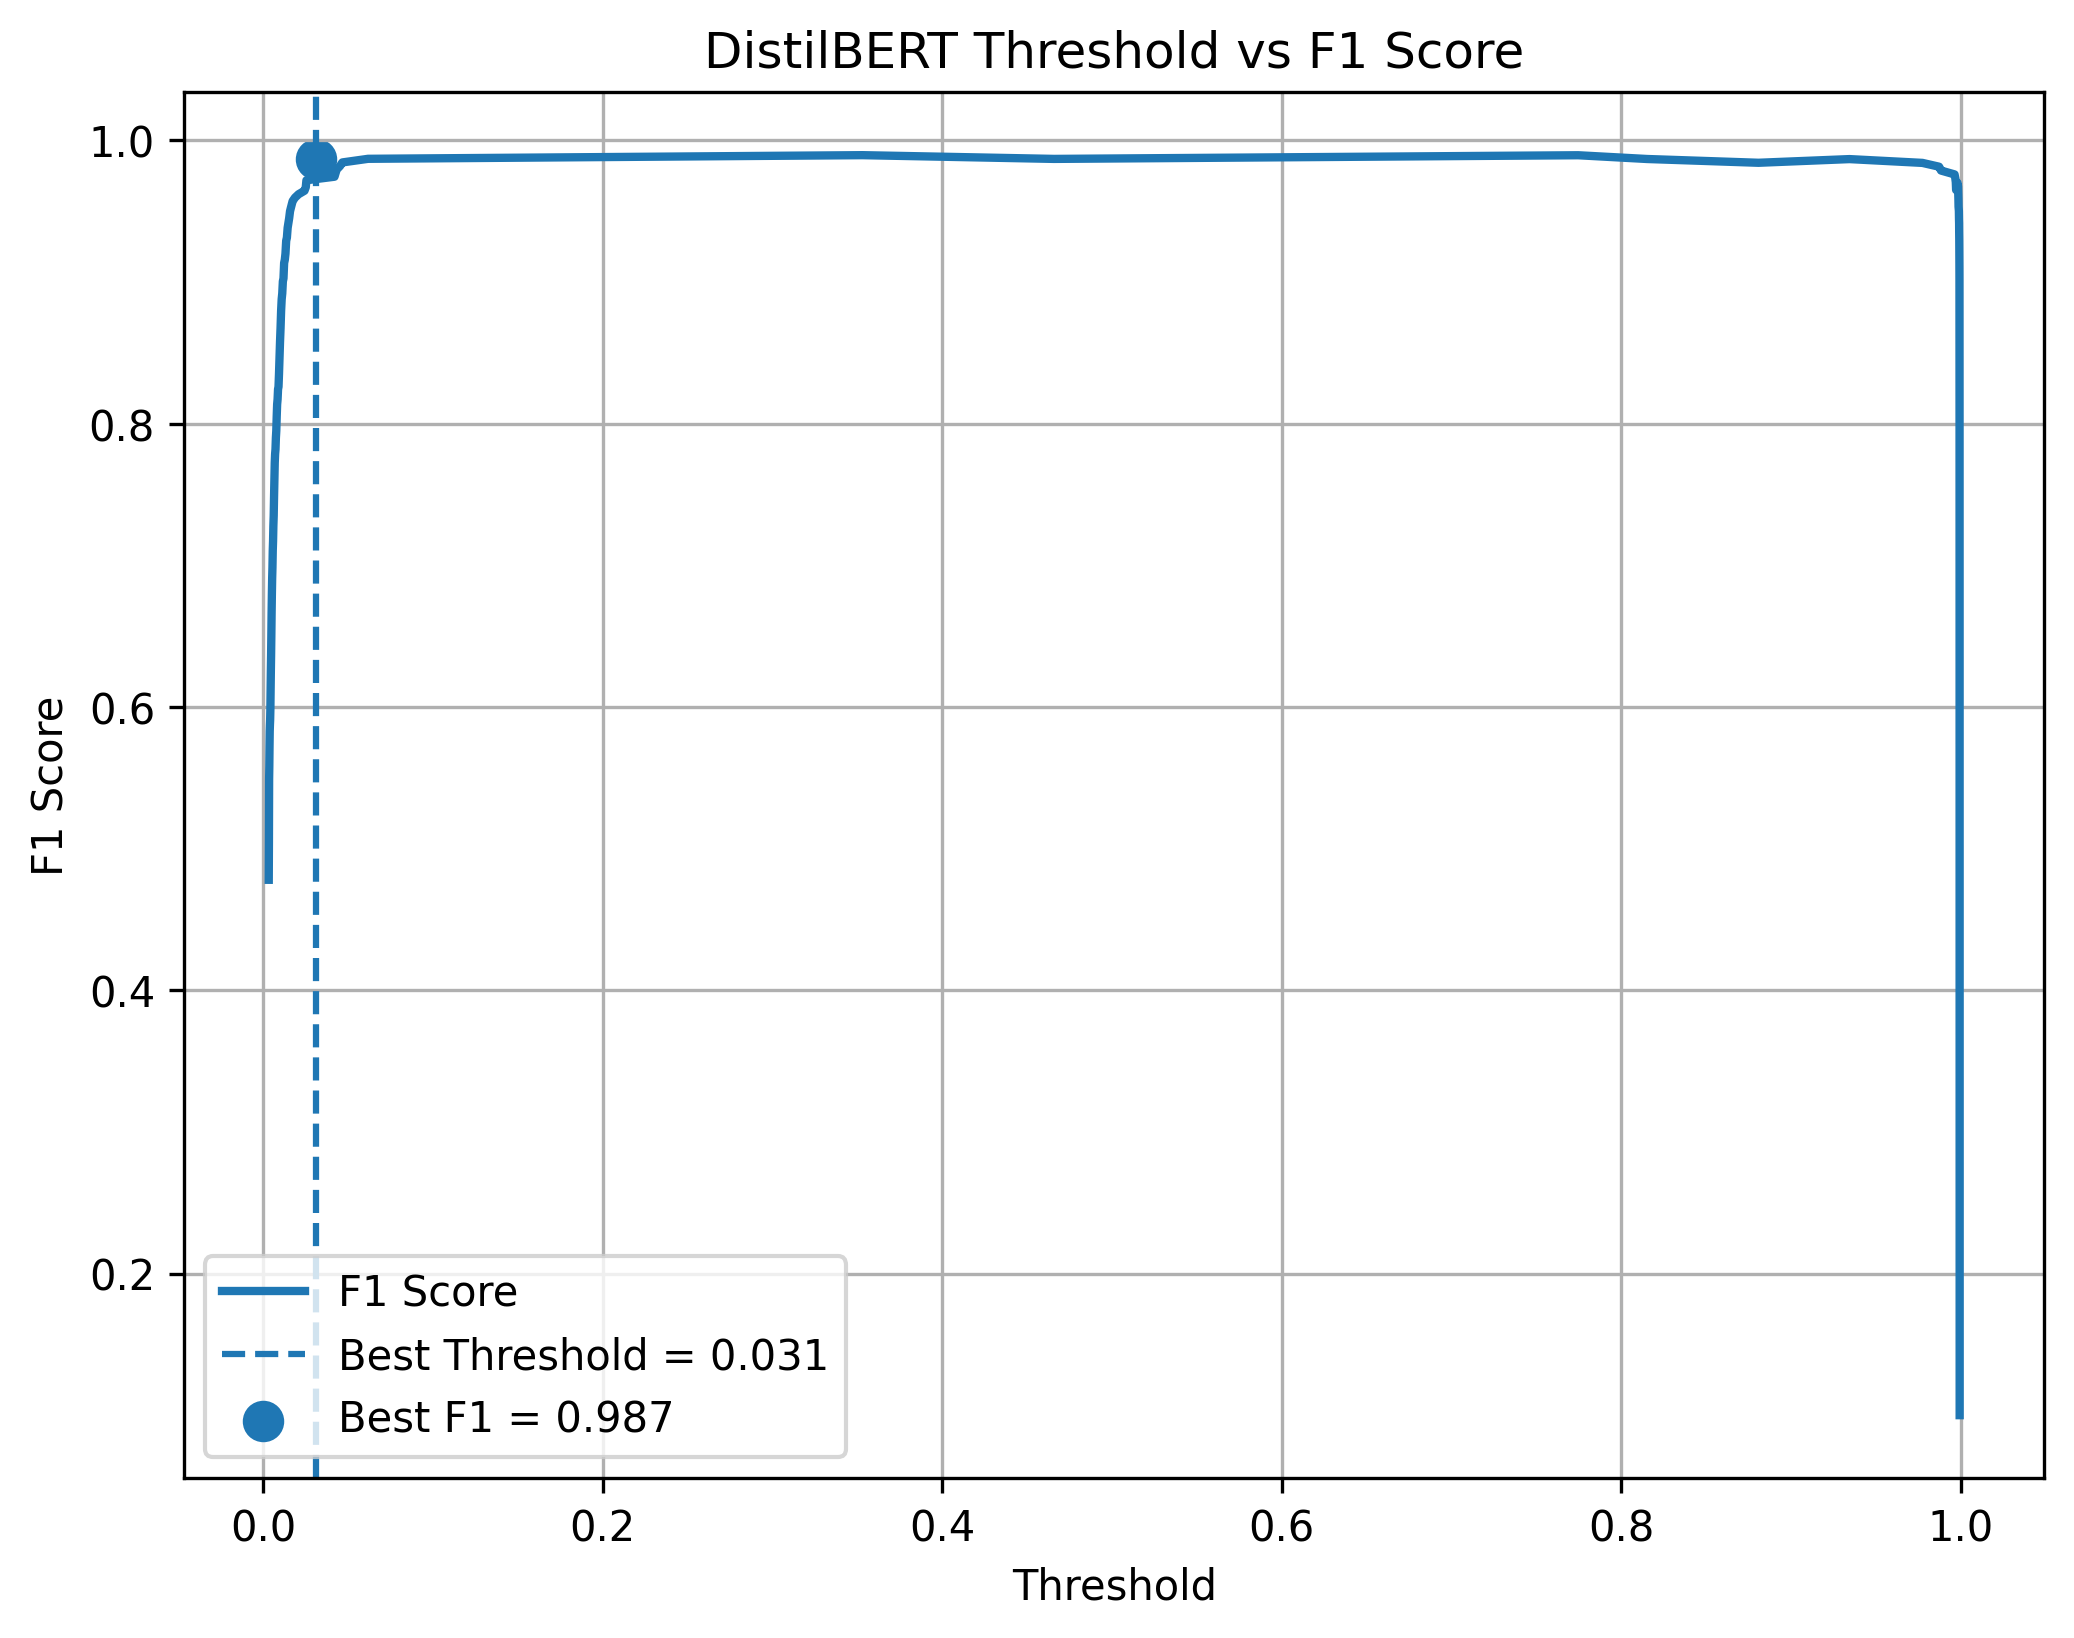 DistilBERT Threshold vs F1 Score
1.0
0.8
0.6
0.4
0.2
F1 Score
F1 Score
Best Threshold = 0.031
Best F1 = 0.987
0.0 0.2 0.4 0.6 0.8 1.0
Threshold